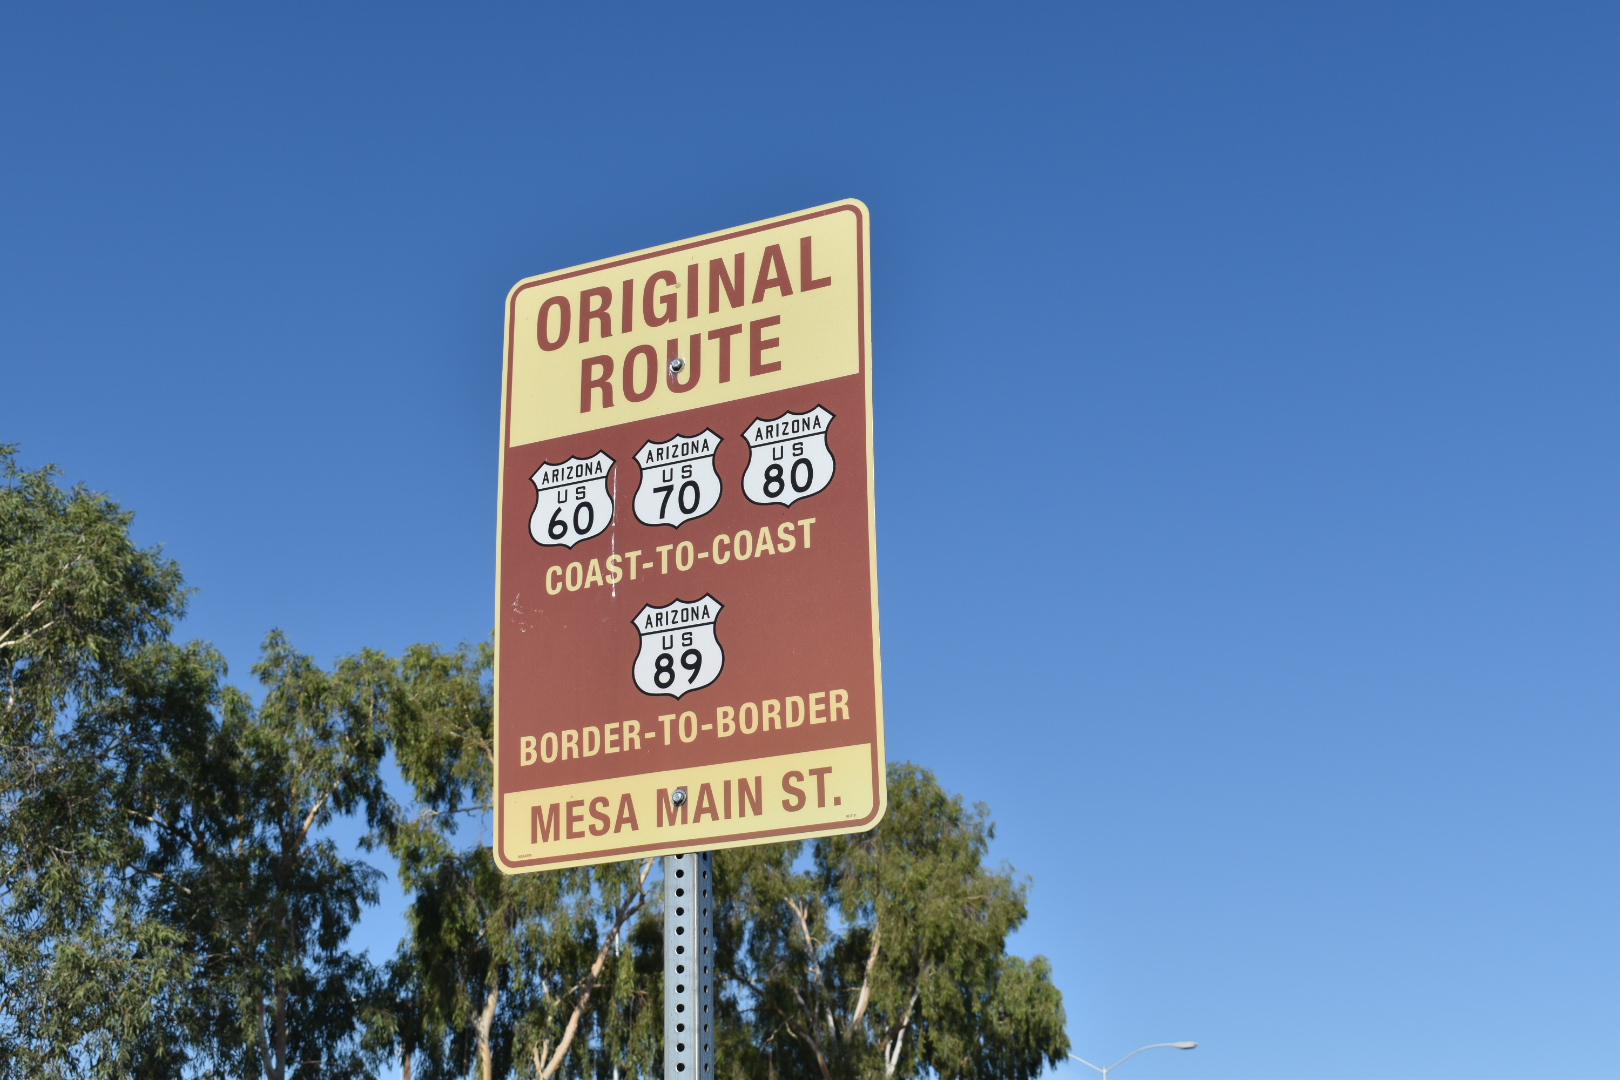 ORIGINAL
ROUTE
ARIZONA
US
60
ARIZONA
US
70
ARIZONA
US
80
COAST-TO-COAST
ARIZONA
US
89
BORDER-TO-BORDER
MESA MAIN ST.